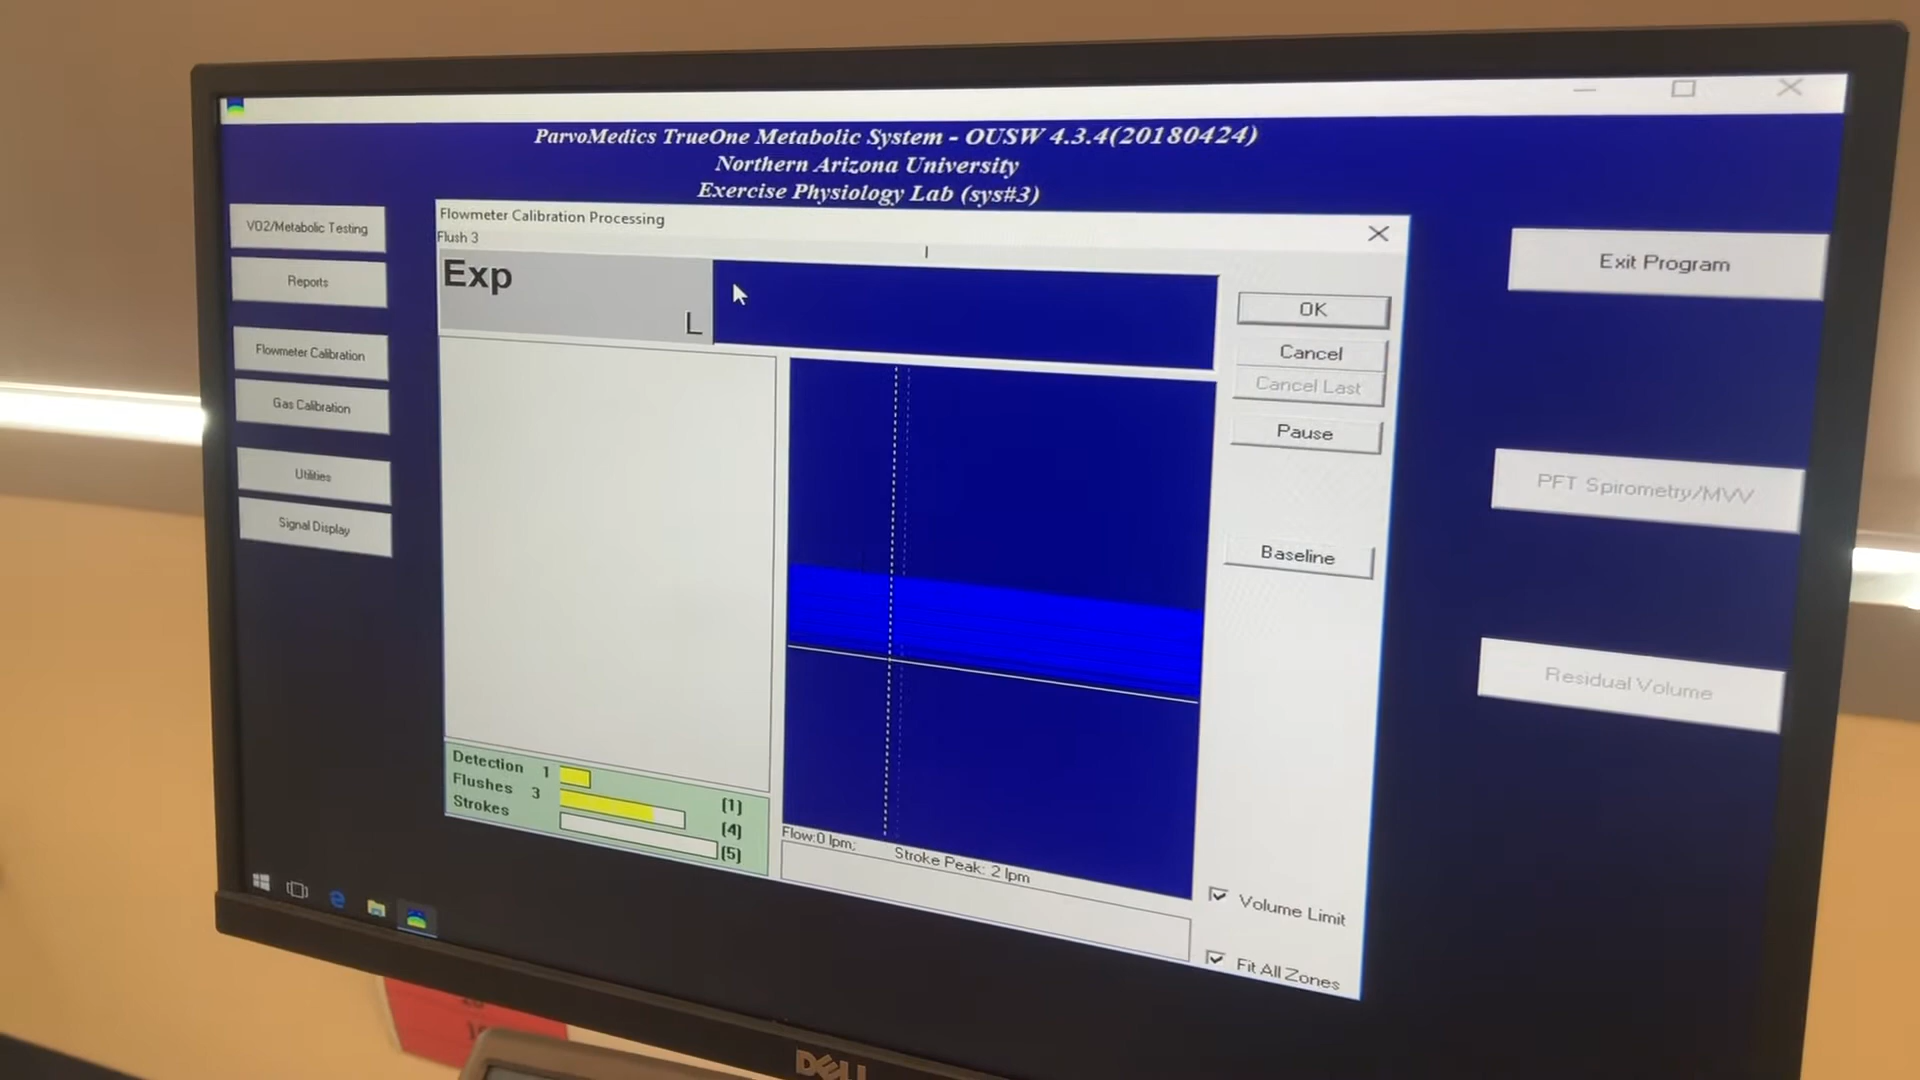 ParvoMedics TrueOne Metabolic System - OUSW 4.3.4(20180424)
Northern Arizona University
Exercise Physiology Lab (sys#3)
VO2/Metabolic Testing
Reports
Flowmeter Calibration
Gas Calibration
Utilities
Signal Display
Flowmeter Calibration Processing
Flush 3
Exp
L
OK
Cancel
Cancel Last
Pause
Baseline
Detection 1 (1)
Flushes 3 (4)
Strokes (5)
Flow:0 lpm; Stroke Peak: 2 lpm
Volume Limit
Fit All Zones
Exit Program
PFT Spirometry/MVV
Residual Volume
DELL